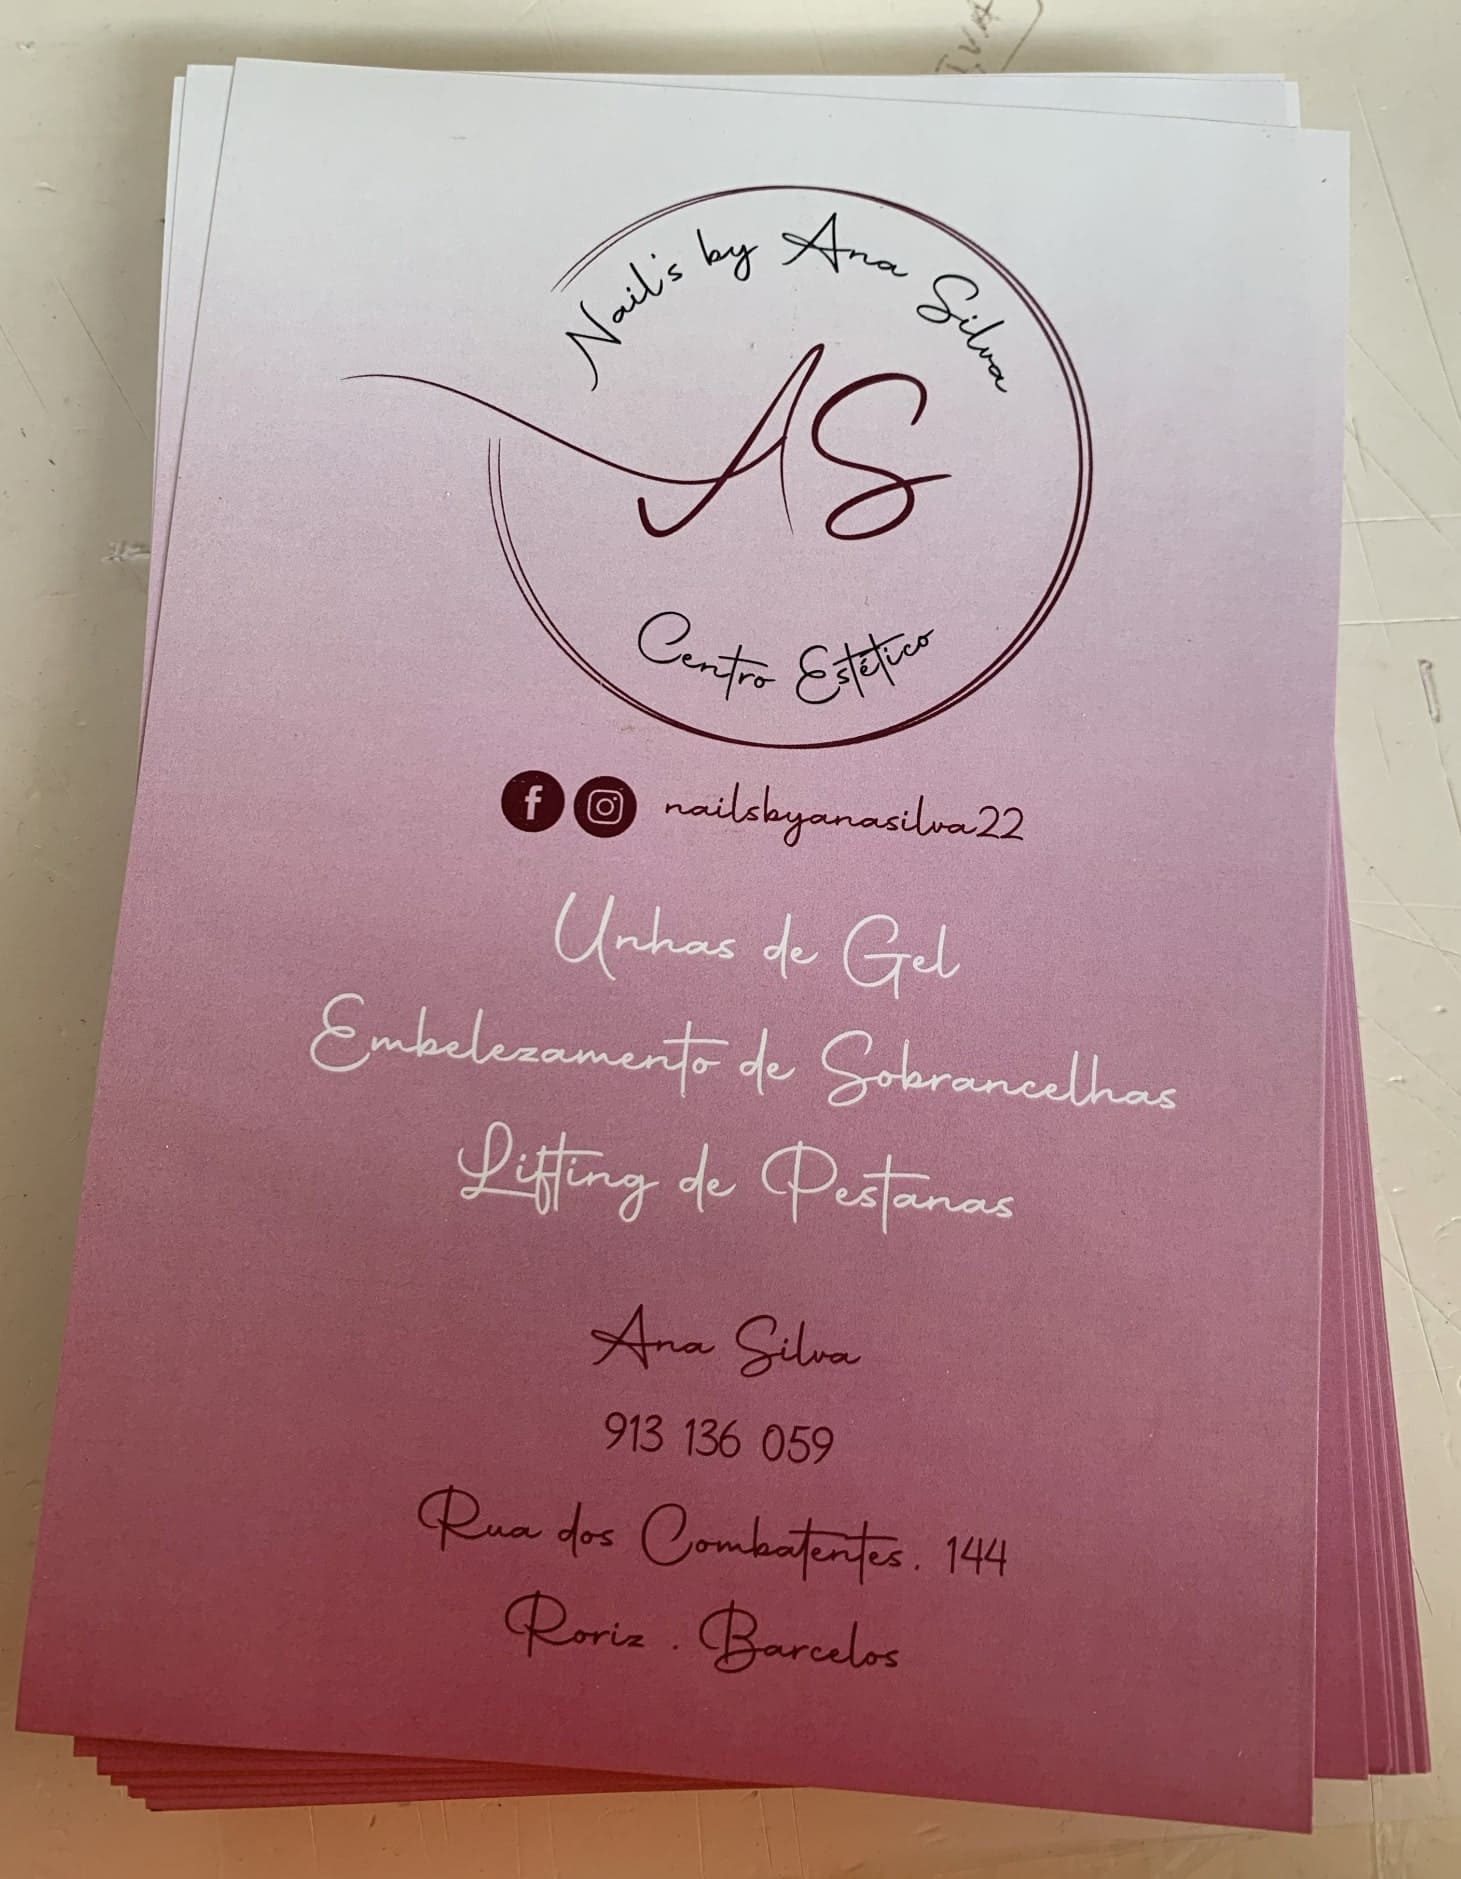 I.V.A
Nail's by Ana Silva
AS
Centro Estético
nailsbyanasilva22
Unhas de Gel
Embelezamento de Sobrancelhas
Lifting de Pestanas
Ana Silva
913 136 059
Rua dos Combatentes. 144
Roriz . Barcelos